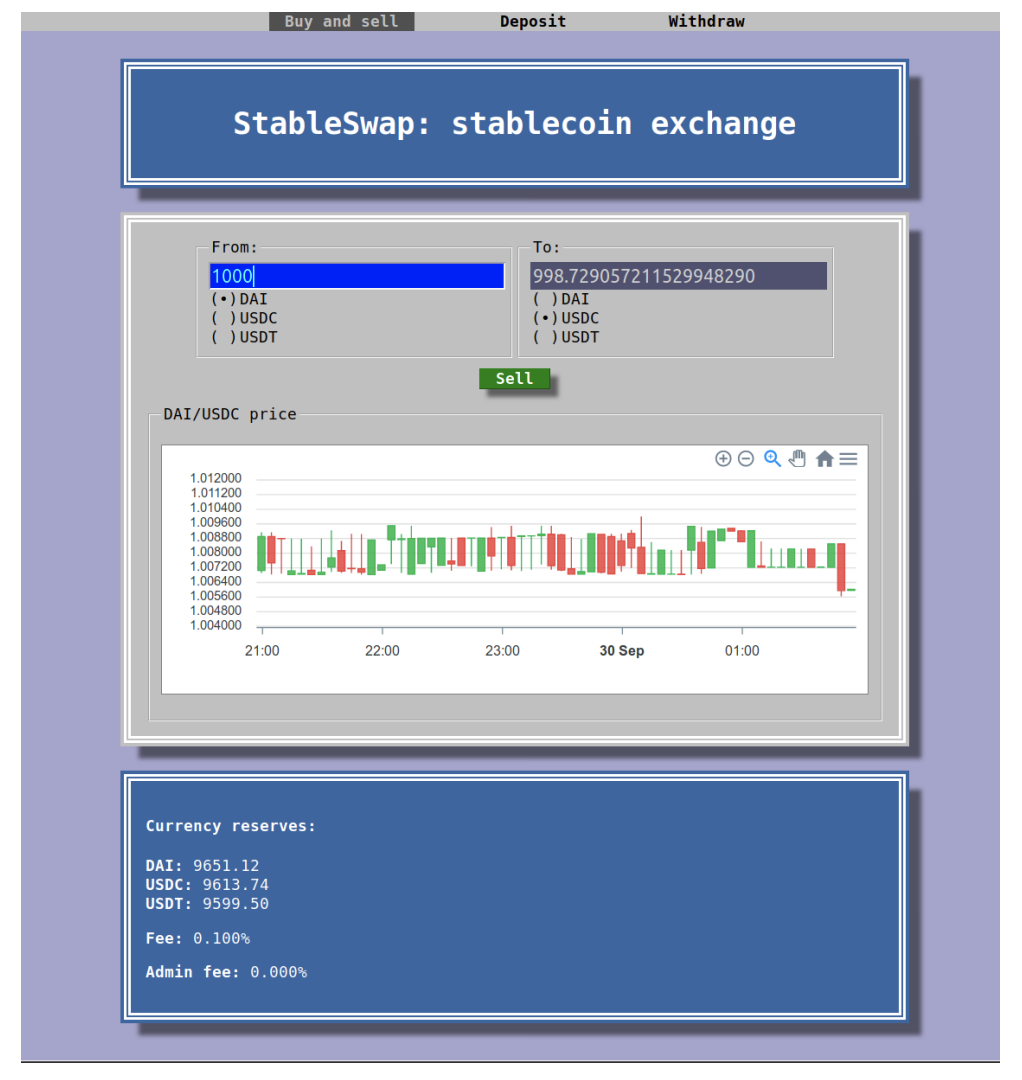 Buy and sell Deposit Withdraw
StableSwap: stablecoin exchange
From: To:
1000 998.729057211529948290
(•)DAI ( )DAI
( )USDC (•)USDC
( )USDT ( )USDT
Sell
DAI/USDC price
1.012000
1.011200
1.010400
1.009600
1.008800
1.008000
1.007200
1.006400
1.005600
1.004800
1.004000
21:00 22:00 23:00 30 Sep 01:00
Currency reserves:
DAI: 9651.12
USDC: 9613.74
USDT: 9599.50
Fee: 0.100%
Admin fee: 0.000%